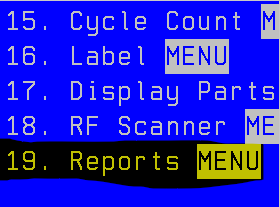 15. Cycle Count M
16. Label MENU
17. Display Parts
18. RF Scanner ME
19. Reports MENU